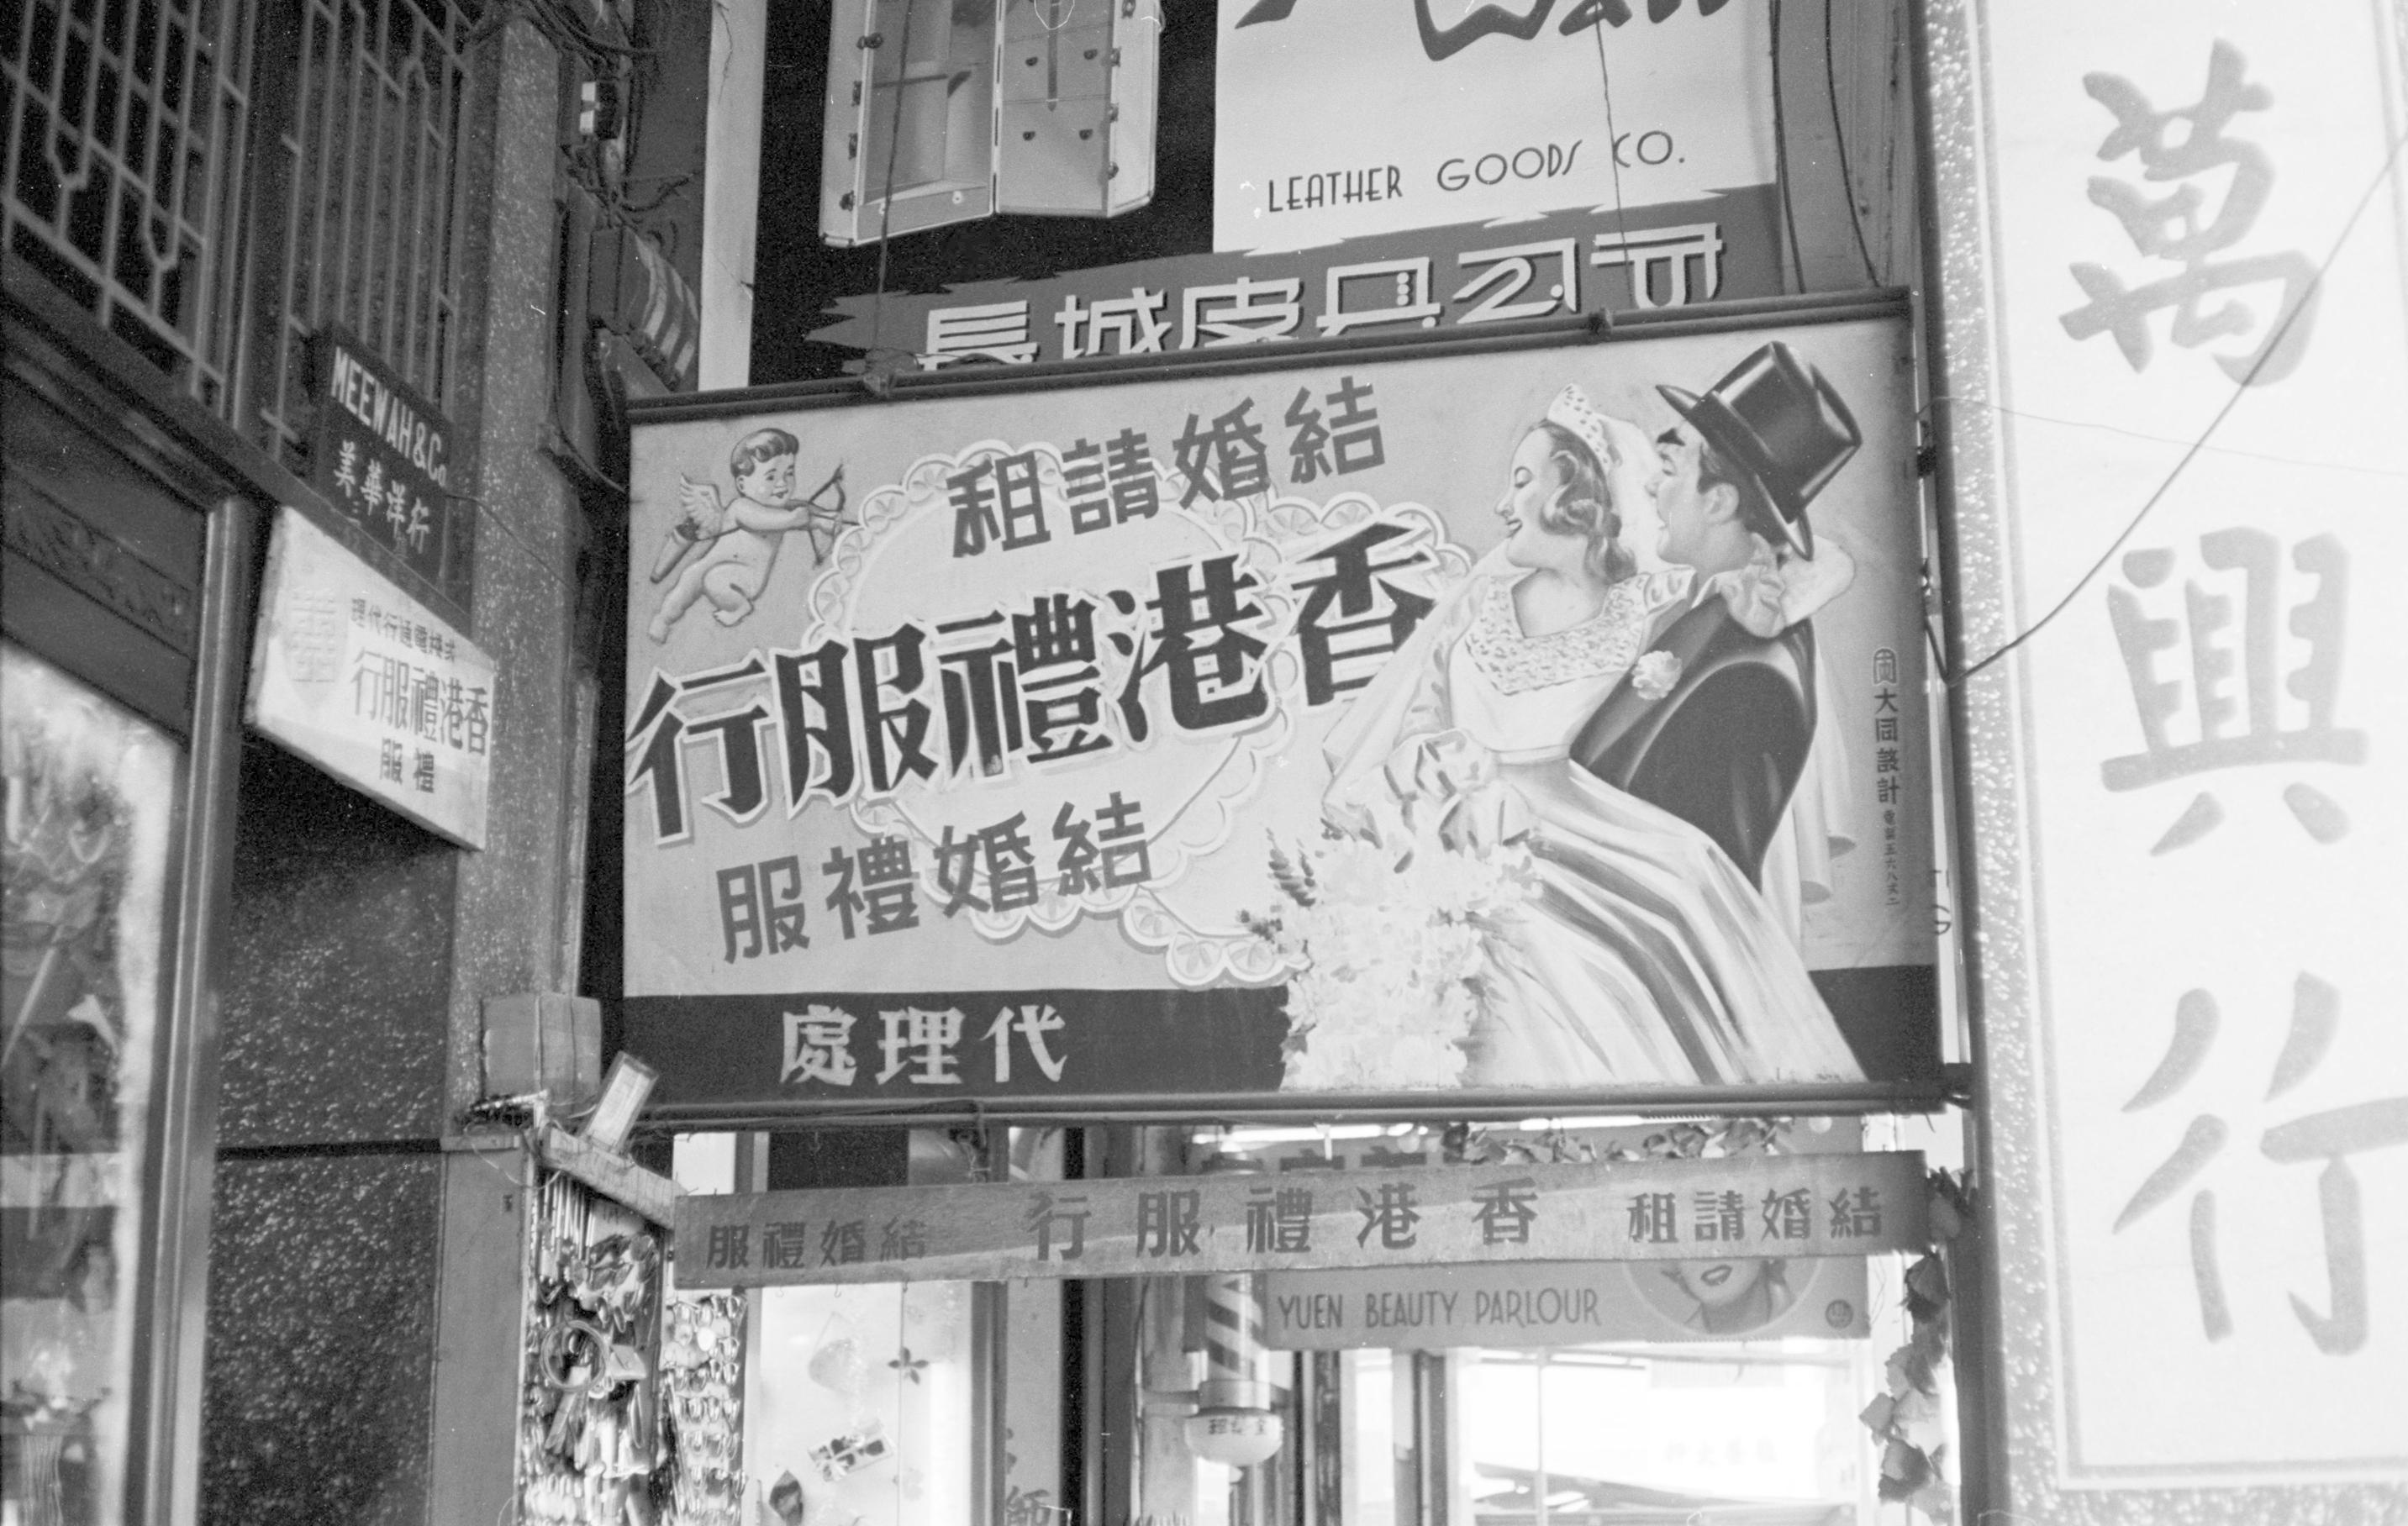 LEATHER GOODS CO.
長城皮具公司
MEEWAH & Co
美華洋行
香港禮服行
禮服
結婚請租
香港禮服行
結婚禮服
代理處
大同設計
萬興行
結婚請租 香港禮服行 結婚禮服
YUEN BEAUTY PARLOUR
師